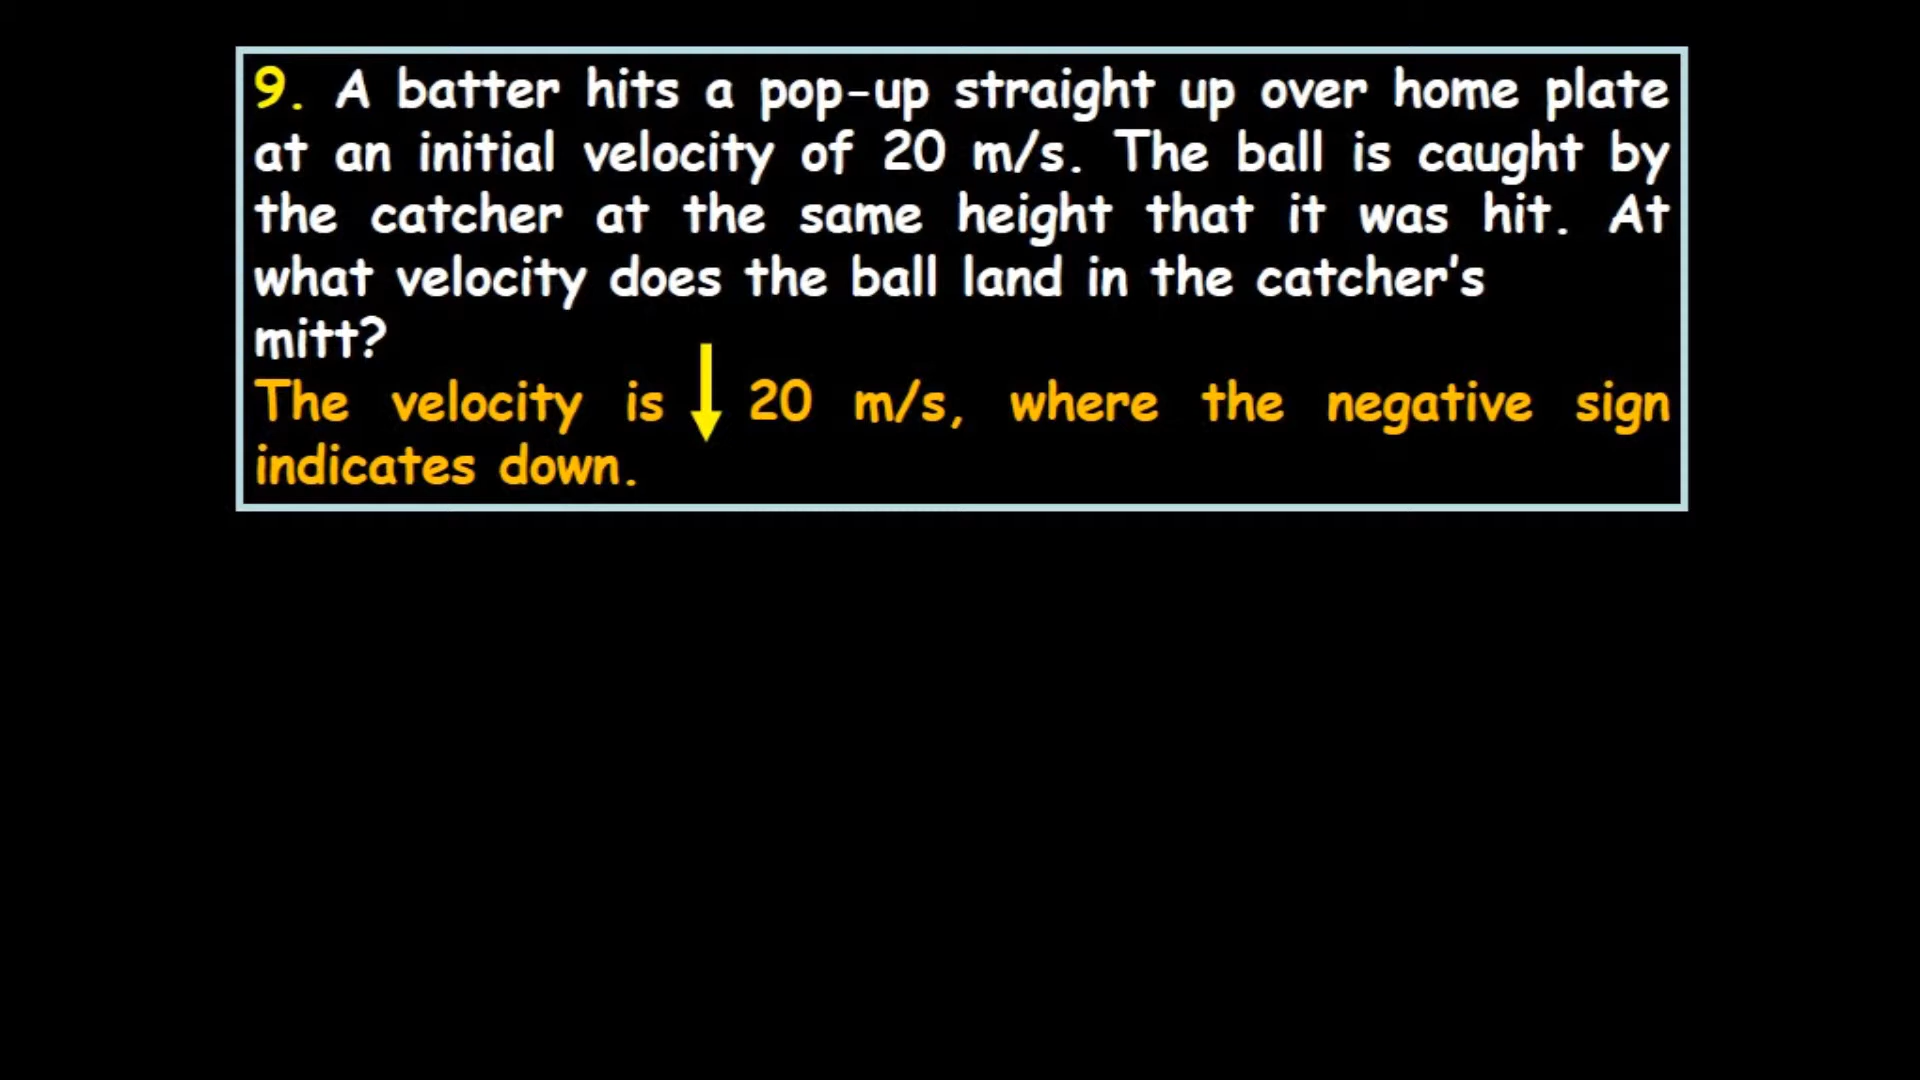 9. A batter hits a pop-up straight up over home plate
at an initial velocity of 20 m/s. The ball is caught by
the catcher at the same height that it was hit. At
what velocity does the ball land in the catcher's
mitt?
The velocity is 20 m/s, where the negative sign
indicates down.